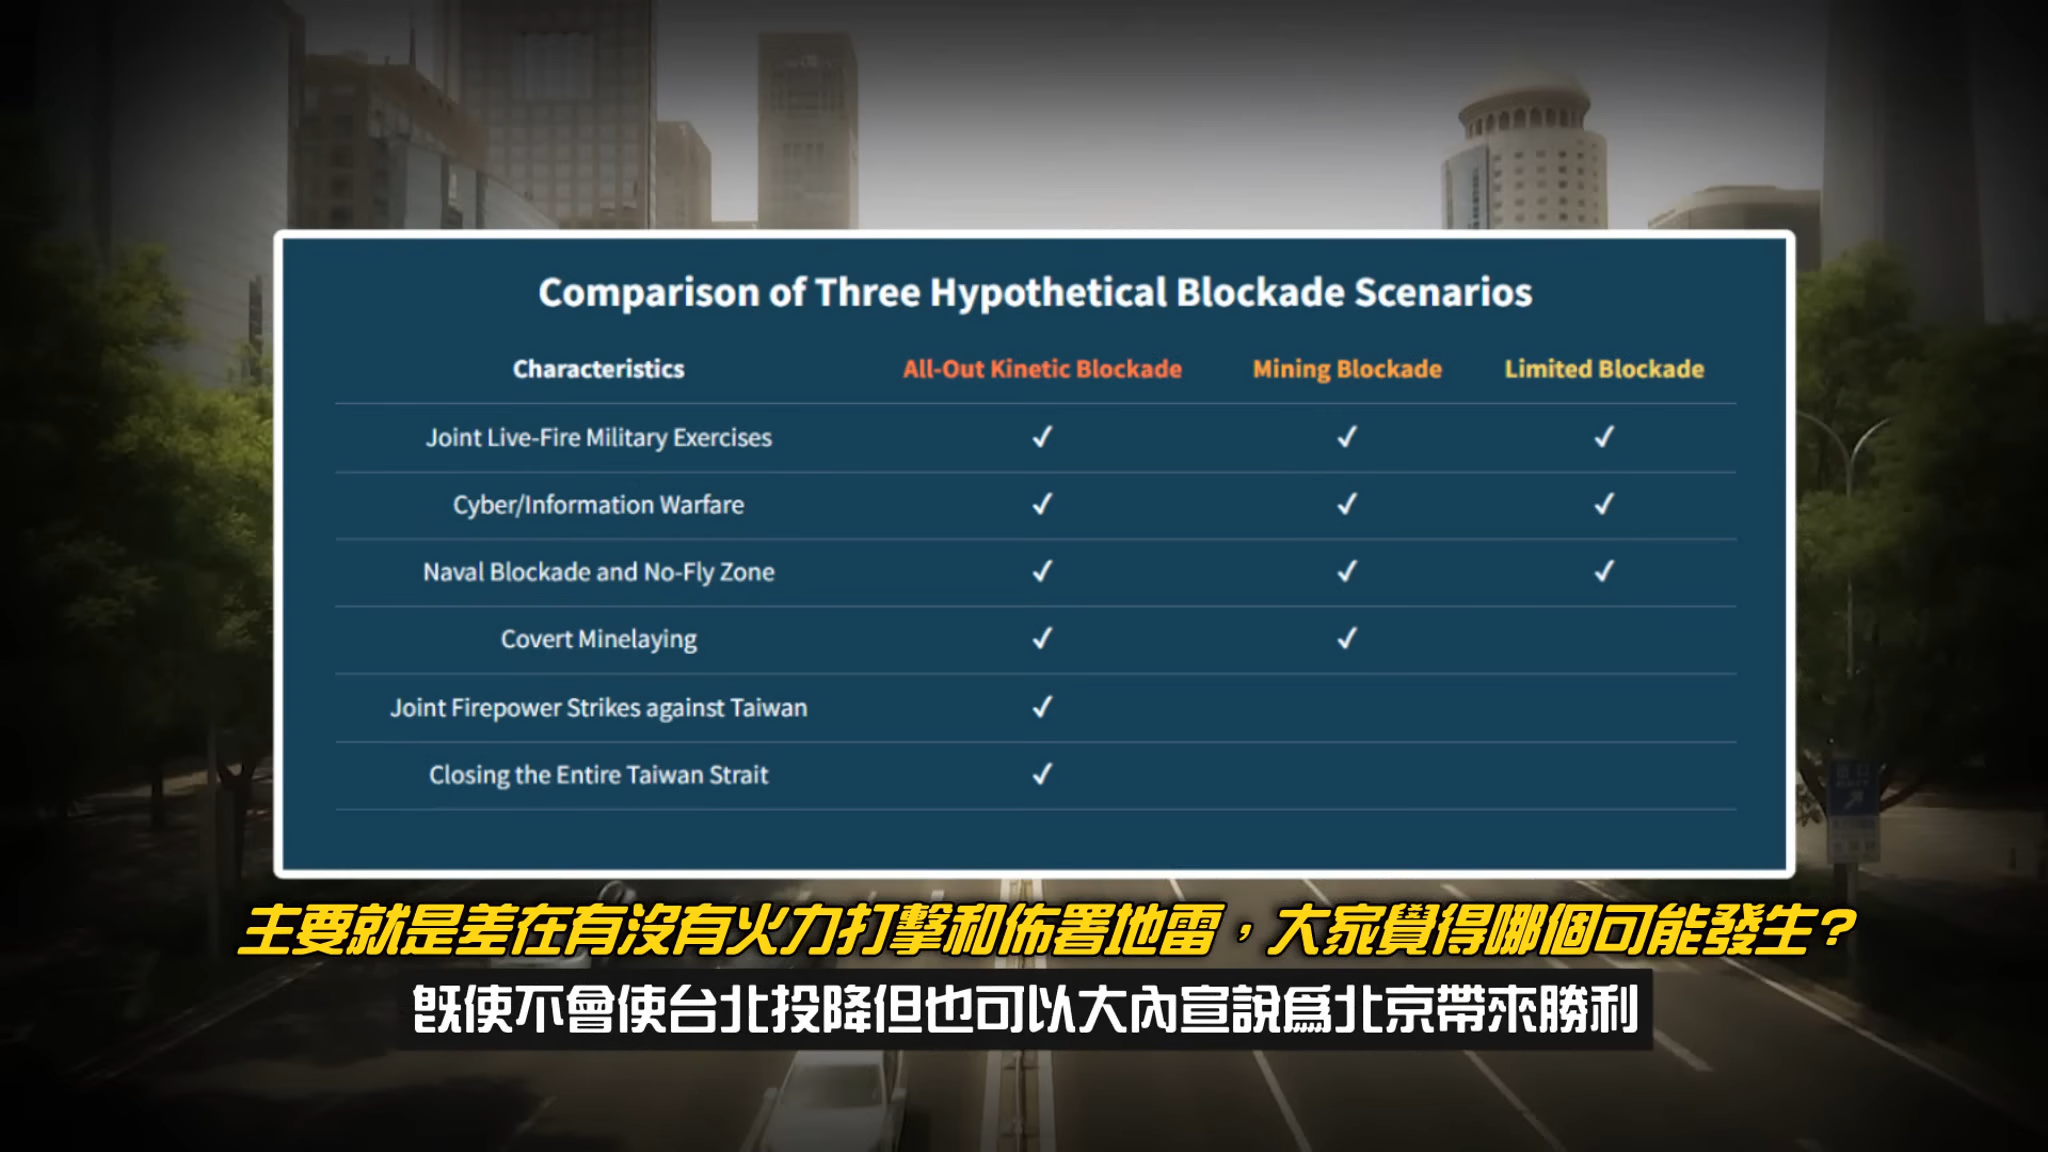 Comparison of Three Hypothetical Blockade Scenarios
Characteristics All-Out Kinetic Blockade Mining Blockade Limited Blockade
Joint Live-Fire Military Exercises ✓ ✓ ✓
Cyber/Information Warfare ✓ ✓ ✓
Naval Blockade and No-Fly Zone ✓ ✓ ✓
Covert Minelaying ✓ ✓
Joint Firepower Strikes against Taiwan ✓
Closing the Entire Taiwan Strait ✓
主要就是差在有沒有火力打擊和佈署地雷，大家覺得哪個可能發生？
既使不會使台北投降但也可以大內宣說為北京帶來勝利